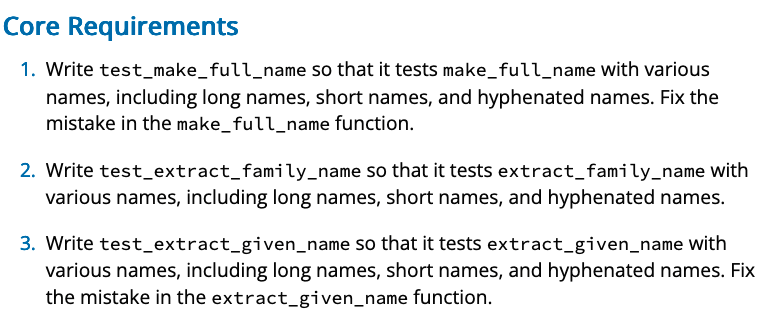 Core Requirements
1. Write test_make_full_name so that it tests make_full_name with various
names, including long names, short names, and hyphenated names. Fix the
mistake in the make_full_name function.
2. Write test_extract_family_name so that it tests extract_family_name with
various names, including long names, short names, and hyphenated names.
3. Write test_extract_given_name so that it tests extract_given_name with
various names, including long names, short names, and hyphenated names. Fix
the mistake in the extract_given_name function.